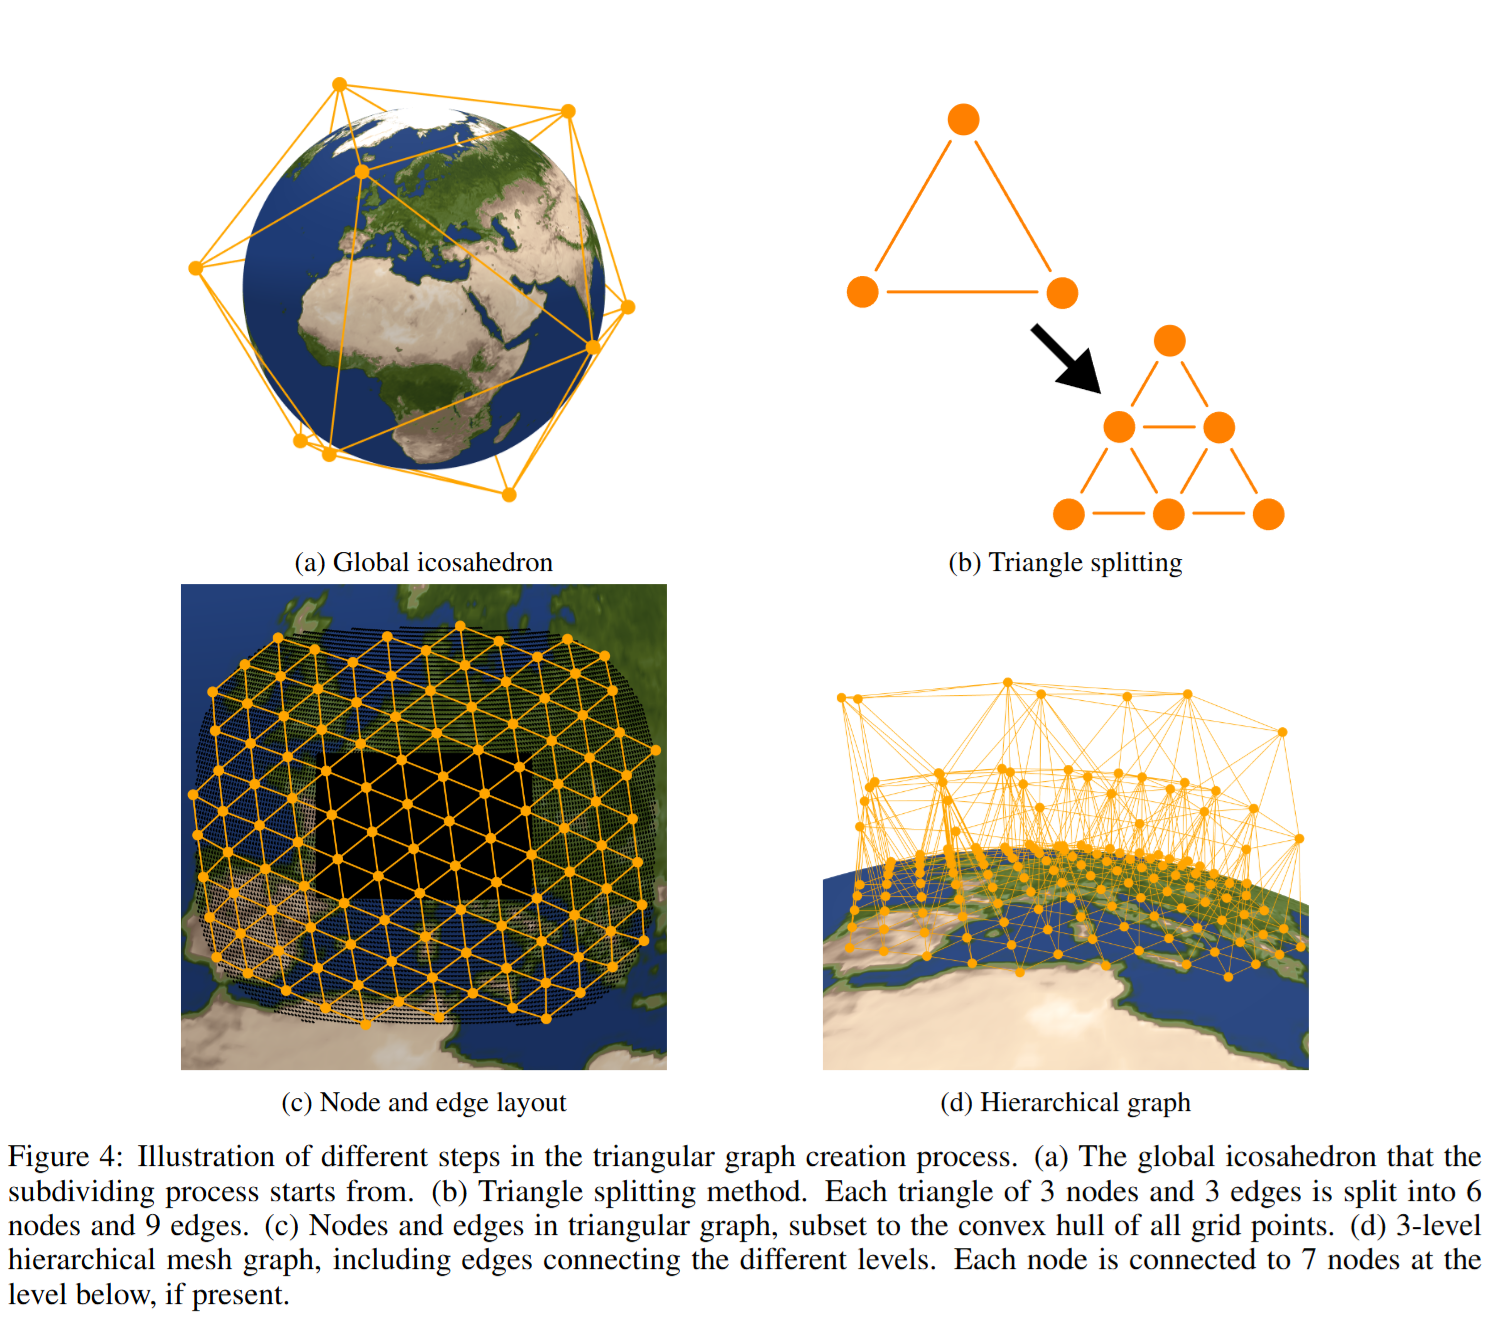 (a) Global icosahedron
(b) Triangle splitting
(c) Node and edge layout
(d) Hierarchical graph
Figure 4: Illustration of different steps in the triangular graph creation process. (a) The global icosahedron that the
subdividing process starts from. (b) Triangle splitting method. Each triangle of 3 nodes and 3 edges is split into 6
nodes and 9 edges. (c) Nodes and edges in triangular graph, subset to the convex hull of all grid points. (d) 3-level
hierarchical mesh graph, including edges connecting the different levels. Each node is connected to 7 nodes at the
level below, if present.